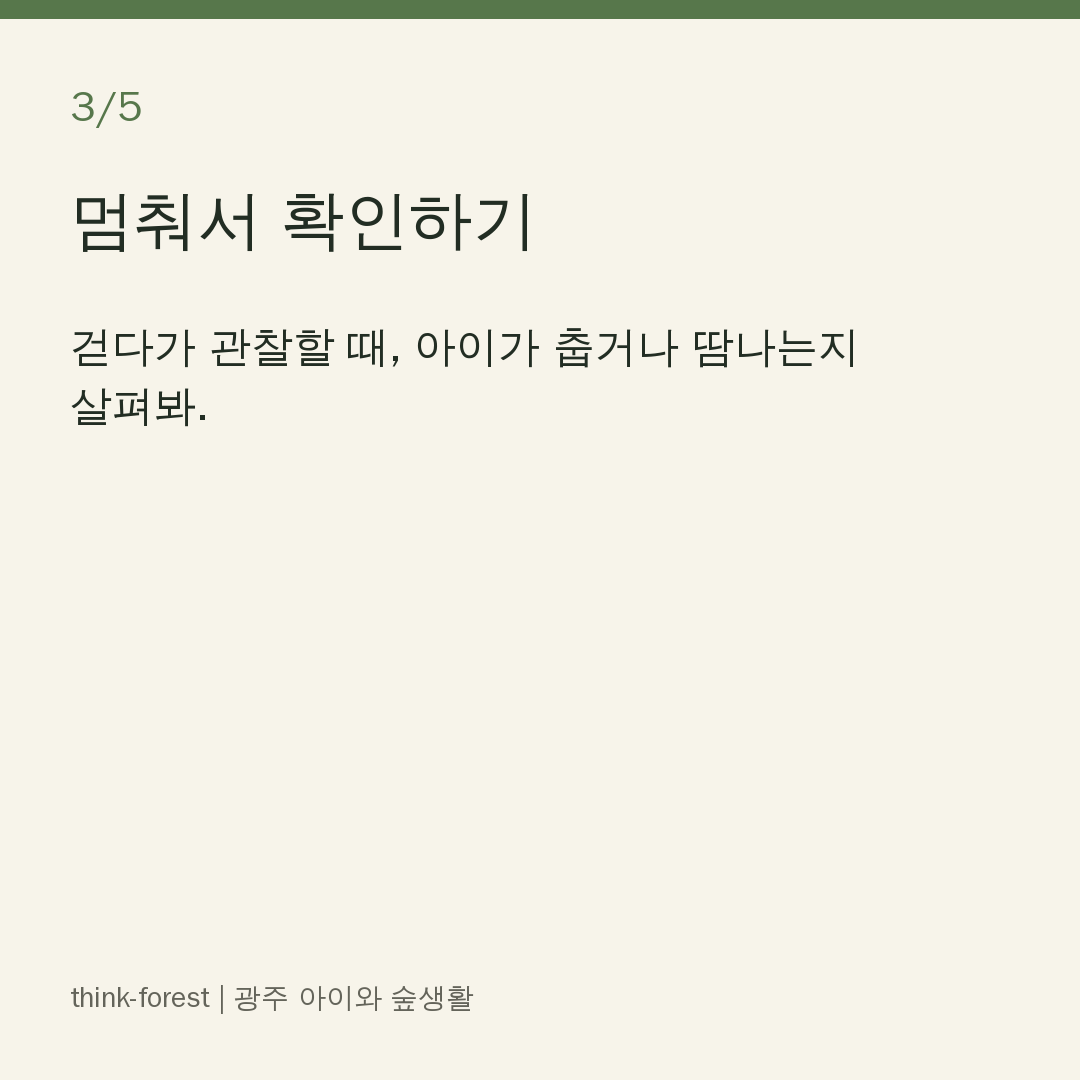 3/5
멈춰서 확인하기
걷다가 관찰할 때, 아이가 춥거나 땀나는지
살펴봐.
think-forest | 광주 아이와 숲생활